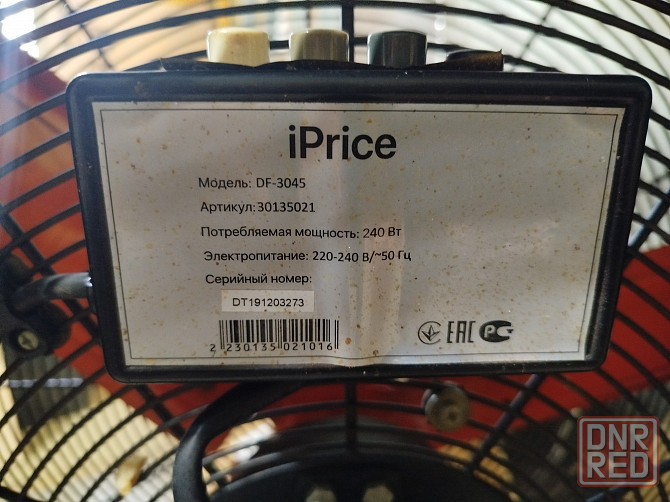 iPrice
Модель: DF-3045
Артикул:30135021
Потребляемая мощность: 240 Вт
Электропитание: 220-240 В/~50 Гц
Серийный номер:
DT191203273
2 230135 021016
EAC PC
DNR
RED